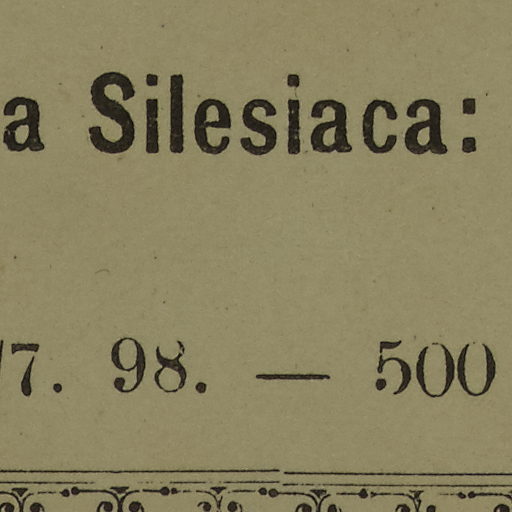 a Silesiaca:
/7. 98. — 500